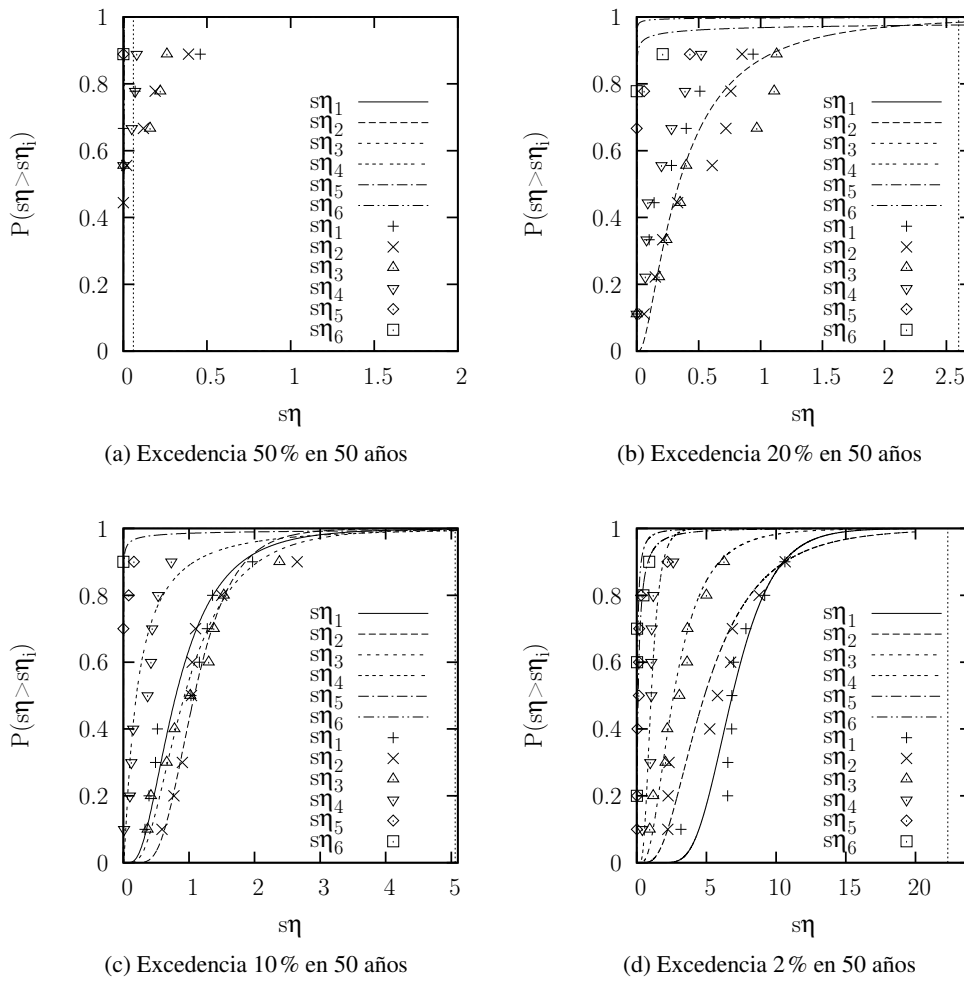 1
0.8
0.6
0.4
0.2
0
P(sη>sηᵢ)
0 0.5 1 1.5 2
sη
sη₁
sη₂
sη₃
sη₄
sη₅
sη₆
sη₁
sη₂
sη₃
sη₄
sη₅
sη₆
(a) Excedencia 50 % en 50 años
1
0.8
0.6
0.4
0.2
0
P(sη>sηᵢ)
0 0.5 1 1.5 2 2.5
sη
sη₁
sη₂
sη₃
sη₄
sη₅
sη₆
sη₁
sη₂
sη₃
sη₄
sη₅
sη₆
(b) Excedencia 20 % en 50 años
1
0.8
0.6
0.4
0.2
0
P(sη>sηᵢ)
0 1 2 3 4 5
sη
sη₁
sη₂
sη₃
sη₄
sη₅
sη₆
sη₁
sη₂
sη₃
sη₄
sη₅
sη₆
(c) Excedencia 10 % en 50 años
1
0.8
0.6
0.4
0.2
0
P(sη>sηᵢ)
0 5 10 15 20
sη
sη₁
sη₂
sη₃
sη₄
sη₅
sη₆
sη₁
sη₂
sη₃
sη₄
sη₅
sη₆
(d) Excedencia 2 % en 50 años